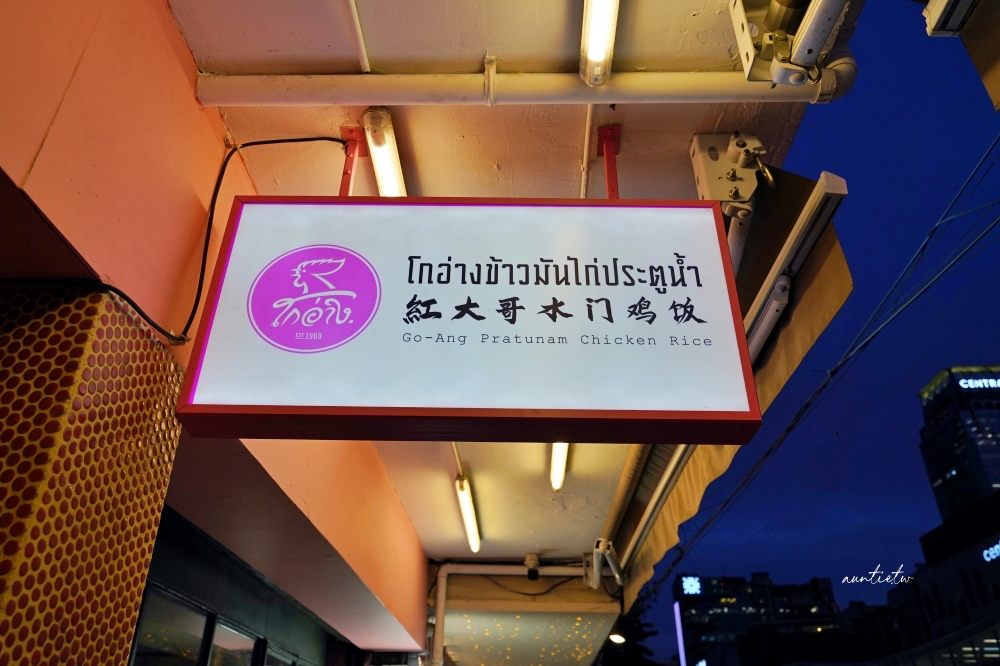 โกอ่าง
EST 1960
โกอ่างข้าวมันไก่ประตูน้ำ
紅大哥水门鸡饭
Go-Ang Pratunam Chicken Rice
CENTRA
auntietw